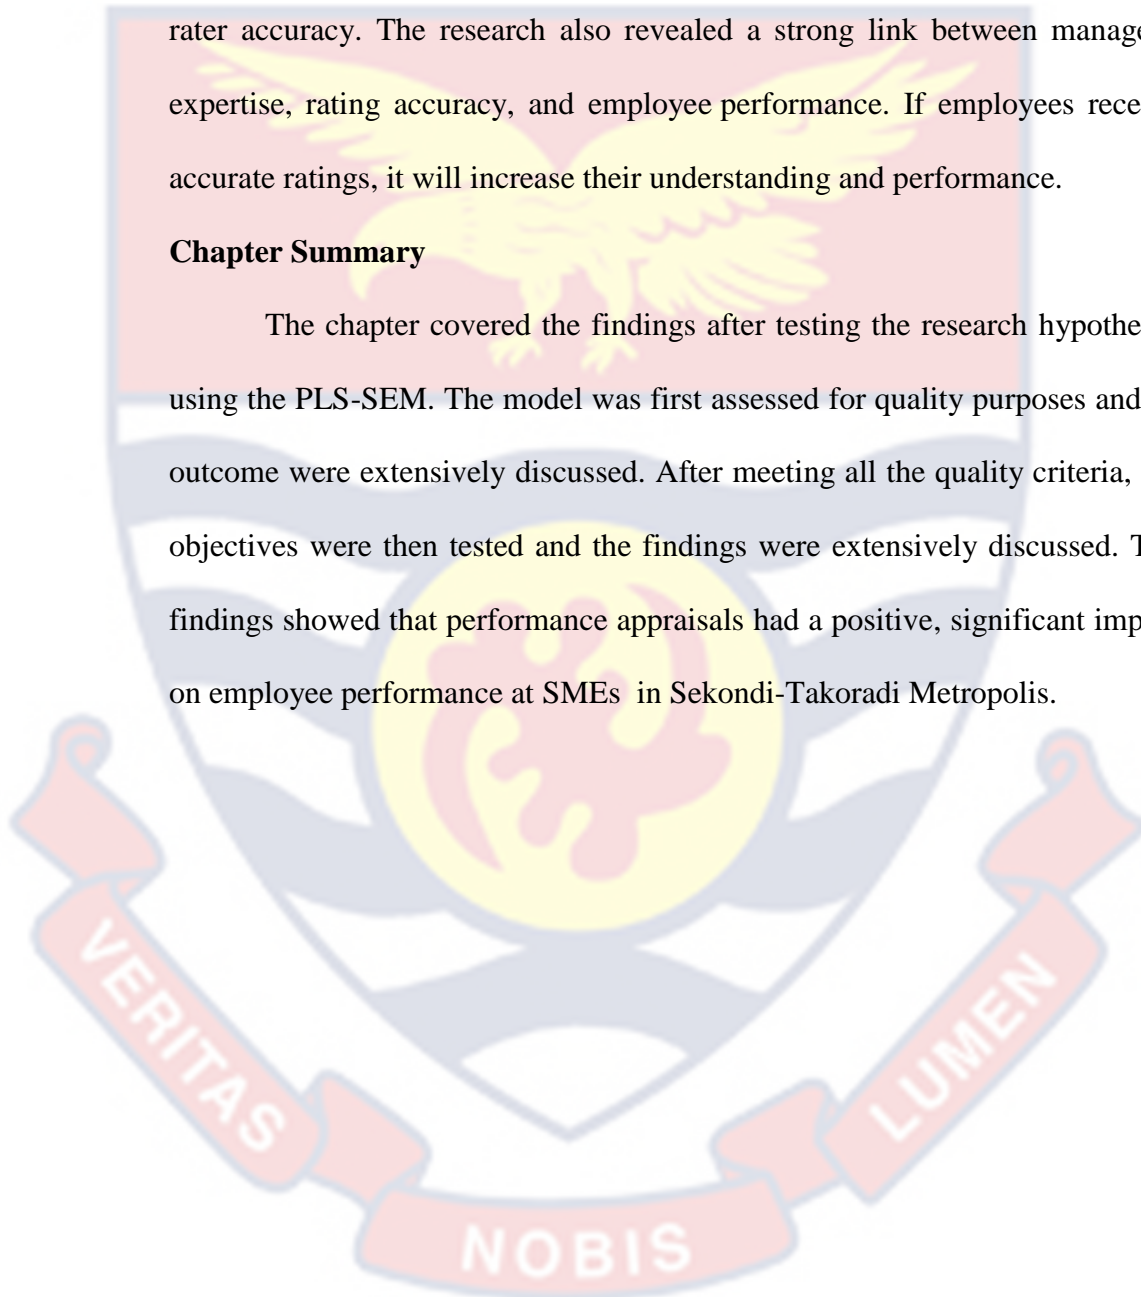 rater accuracy. The research also revealed a strong link between manage
expertise, rating accuracy, and employee performance. If employees rece
accurate ratings, it will increase their understanding and performance.
Chapter Summary
The chapter covered the findings after testing the research hypothe
using the PLS-SEM. The model was first assessed for quality purposes and
outcome were extensively discussed. After meeting all the quality criteria,
objectives were then tested and the findings were extensively discussed. T
findings showed that performance appraisals had a positive, significant imp
on employee performance at SMEs in Sekondi-Takoradi Metropolis.
VERITAS
NOBIS
LUMEN